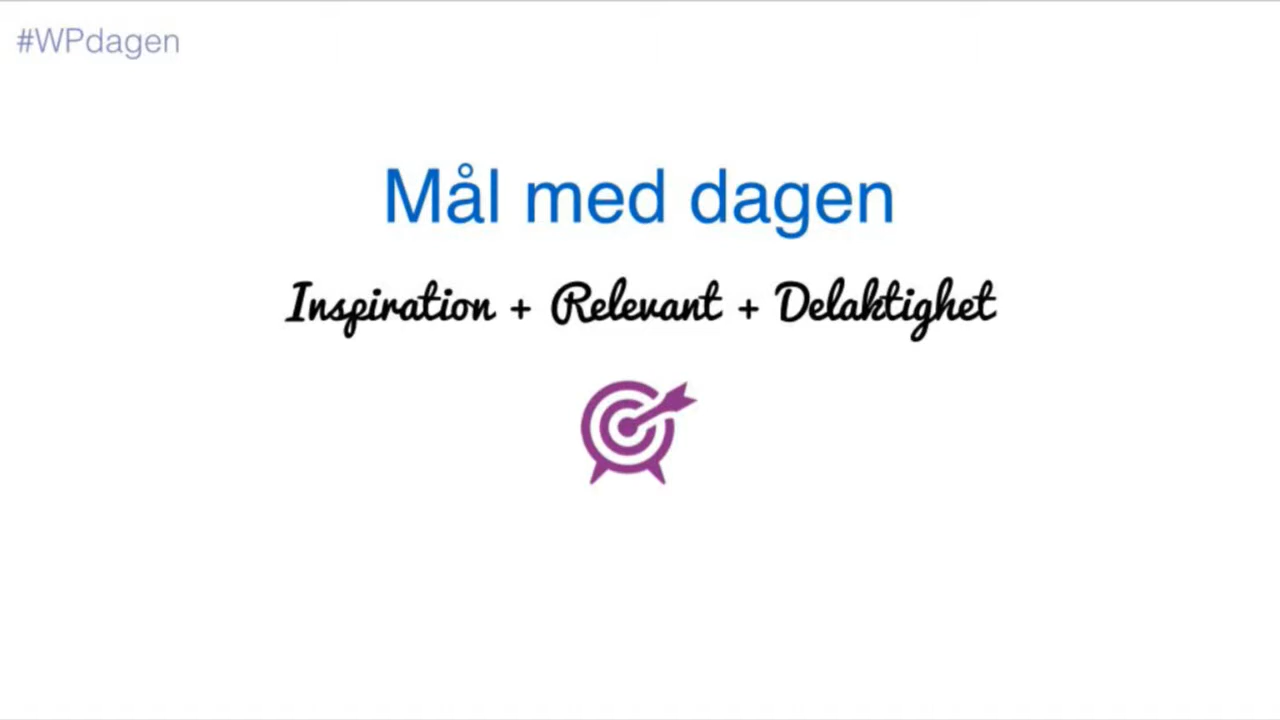 #WPdagen
Mål med dagen
Inspiration + Relevant + Delaktighet